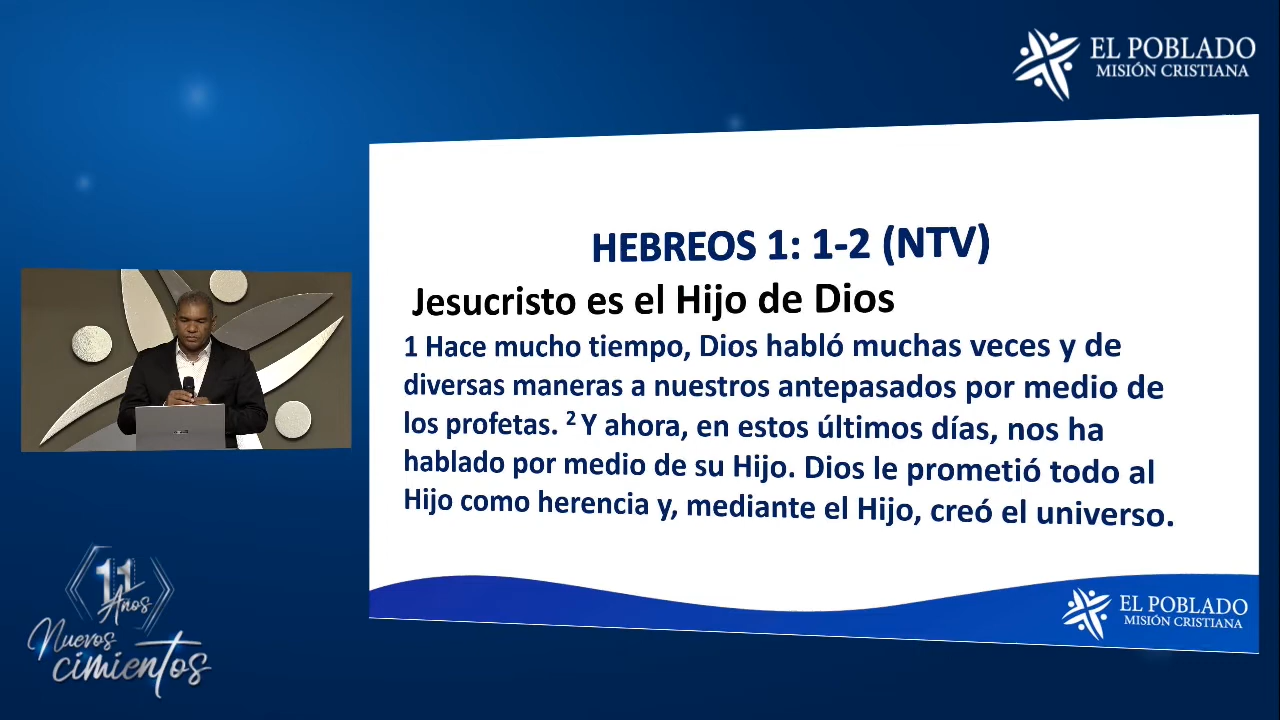 EL POBLADO
MISIÓN CRISTIANA
HEBREOS 1: 1-2 (NTV)
Jesucristo es el Hijo de Dios
1 Hace mucho tiempo, Dios habló muchas veces y de
diversas maneras a nuestros antepasados por medio de
los profetas. ² Y ahora, en estos últimos días, nos ha
hablado por medio de su Hijo. Dios le prometió todo al
Hijo como herencia y, mediante el Hijo, creó el universo.
EL POBLADO
MISIÓN CRISTIANA
11
Años
Nuevos
cimientos